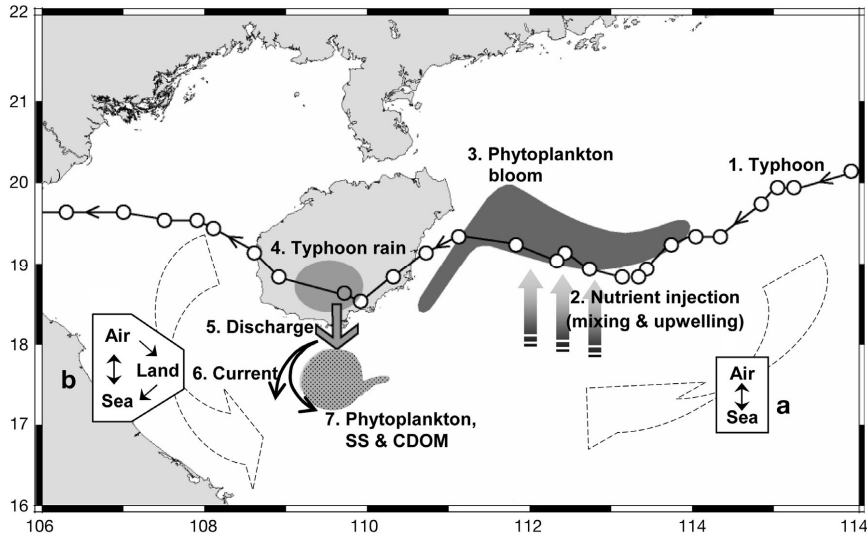 22
21
20
19
18
17
16
106
108
110
112
114
114
1. Typhoon
3. Phytoplankton
bloom
4. Typhoon rain
2. Nutrient injection
(mixing & upwelling)
5. Discharge
6. Current
7. Phytoplankton,
SS & CDOM
b
Air
Land
Sea
a
Air
Sea